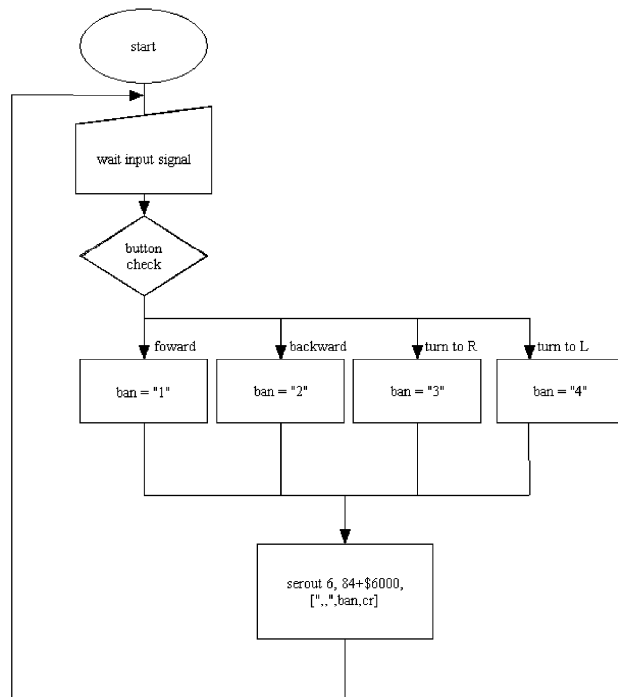 start
wait input signal
button
check
foward
backward
turn to R
turn to L
ban = "1"
ban = "2"
ban = "3"
ban = "4"
serout 6, 84+$6000,
[",,",ban,cr]